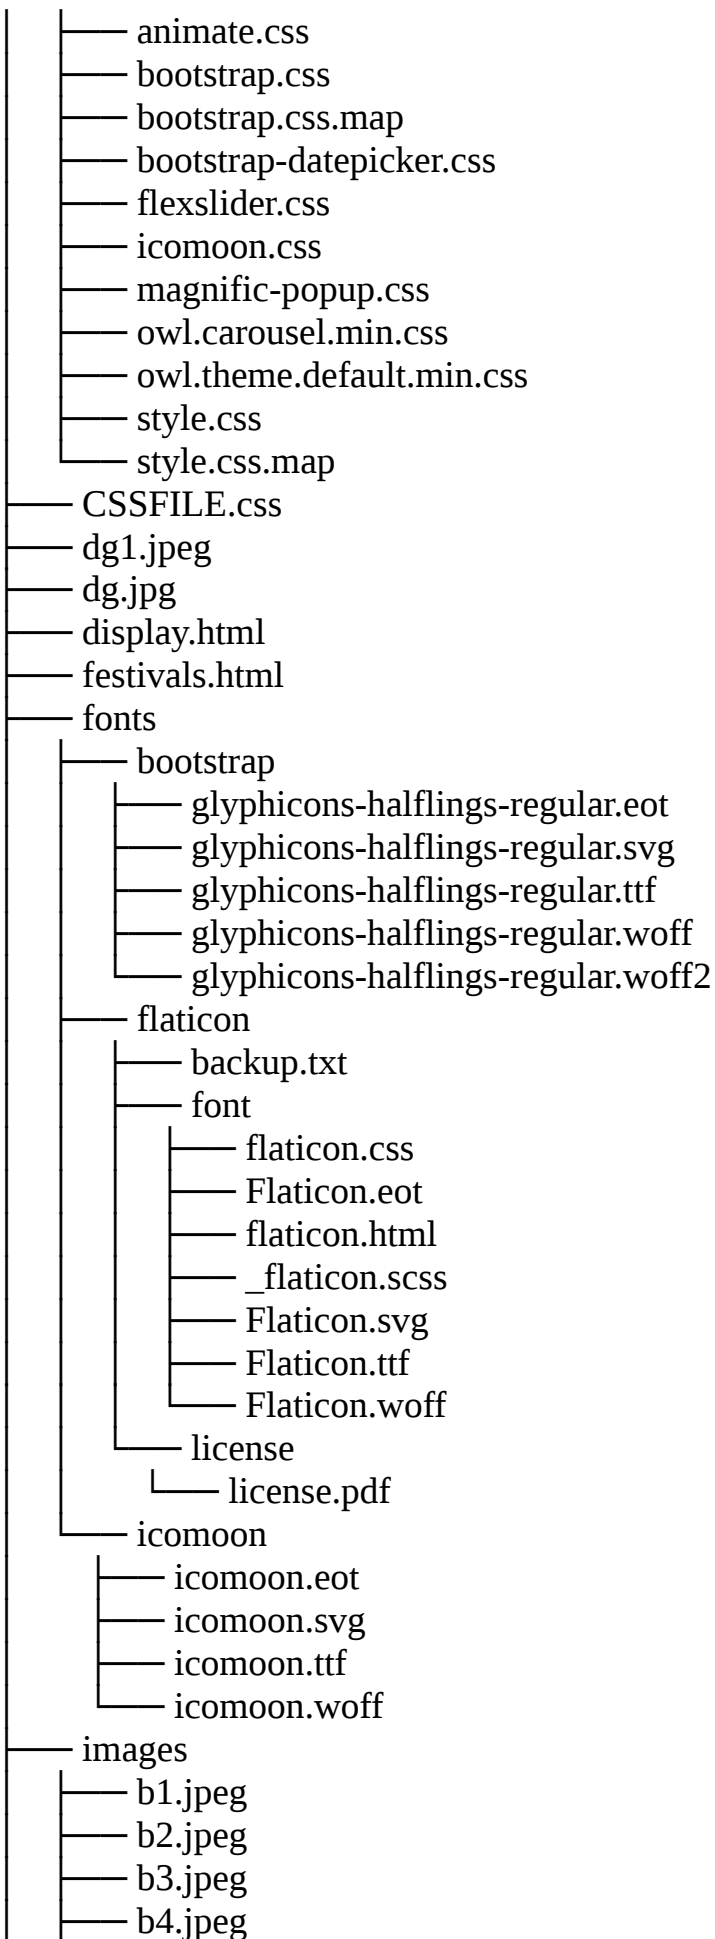 │   ├── animate.css
│   ├── bootstrap.css
│   ├── bootstrap.css.map
│   ├── bootstrap-datepicker.css
│   ├── flexslider.css
│   ├── icomoon.css
│   ├── magnific-popup.css
│   ├── owl.carousel.min.css
│   ├── owl.theme.default.min.css
│   ├── style.css
│   └── style.css.map
├── CSSFILE.css
├── dg1.jpeg
├── dg.jpg
├── display.html
├── festivals.html
├── fonts
│   ├── bootstrap
│   │   ├── glyphicons-halflings-regular.eot
│   │   ├── glyphicons-halflings-regular.svg
│   │   ├── glyphicons-halflings-regular.ttf
│   │   ├── glyphicons-halflings-regular.woff
│   │   └── glyphicons-halflings-regular.woff2
│   ├── flaticon
│   │   ├── backup.txt
│   │   ├── font
│   │   │   ├── flaticon.css
│   │   │   ├── Flaticon.eot
│   │   │   ├── flaticon.html
│   │   │   ├── _flaticon.scss
│   │   │   ├── Flaticon.svg
│   │   │   ├── Flaticon.ttf
│   │   │   └── Flaticon.woff
│   │   └── license
│   │       └── license.pdf
│   └── icomoon
│       ├── icomoon.eot
│       ├── icomoon.svg
│       ├── icomoon.ttf
│       └── icomoon.woff
├── images
│   ├── b1.jpeg
│   ├── b2.jpeg
│   ├── b3.jpeg
│   ├── b4.jpeg